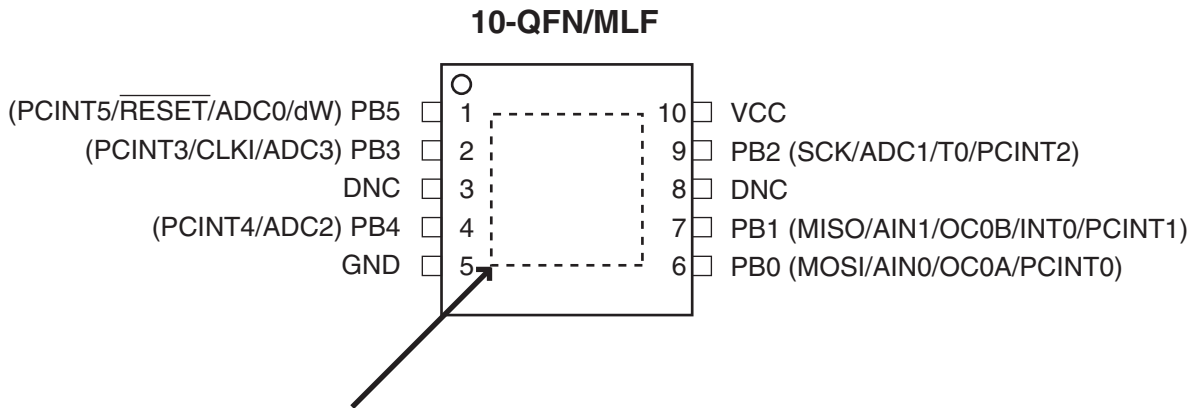 10-QFN/MLF
(PCINT5/RESET/ADC0/dW) PB5 1 10 VCC
(PCINT3/CLKI/ADC3) PB3 2 9 PB2 (SCK/ADC1/T0/PCINT2)
DNC 3 8 DNC
(PCINT4/ADC2) PB4 4 7 PB1 (MISO/AIN1/OC0B/INT0/PCINT1)
GND 5 6 PB0 (MOSI/AIN0/OC0A/PCINT0)